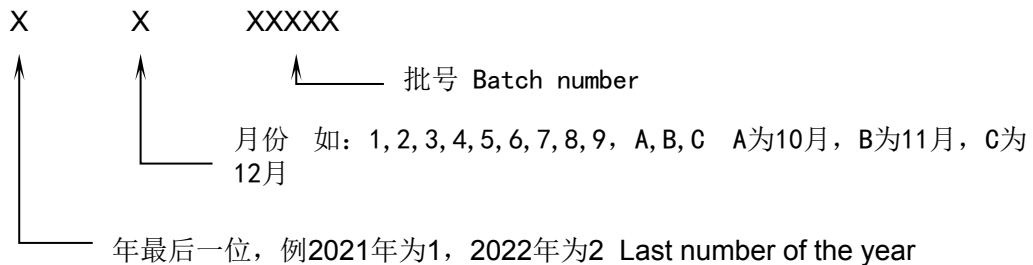 X X XXXXX
批号 Batch number
月份 如：1,2,3,4,5,6,7,8,9，A,B,C A为10月，B为11月，C为
12月
年最后一位，例2021年为1，2022年为2 Last number of the year